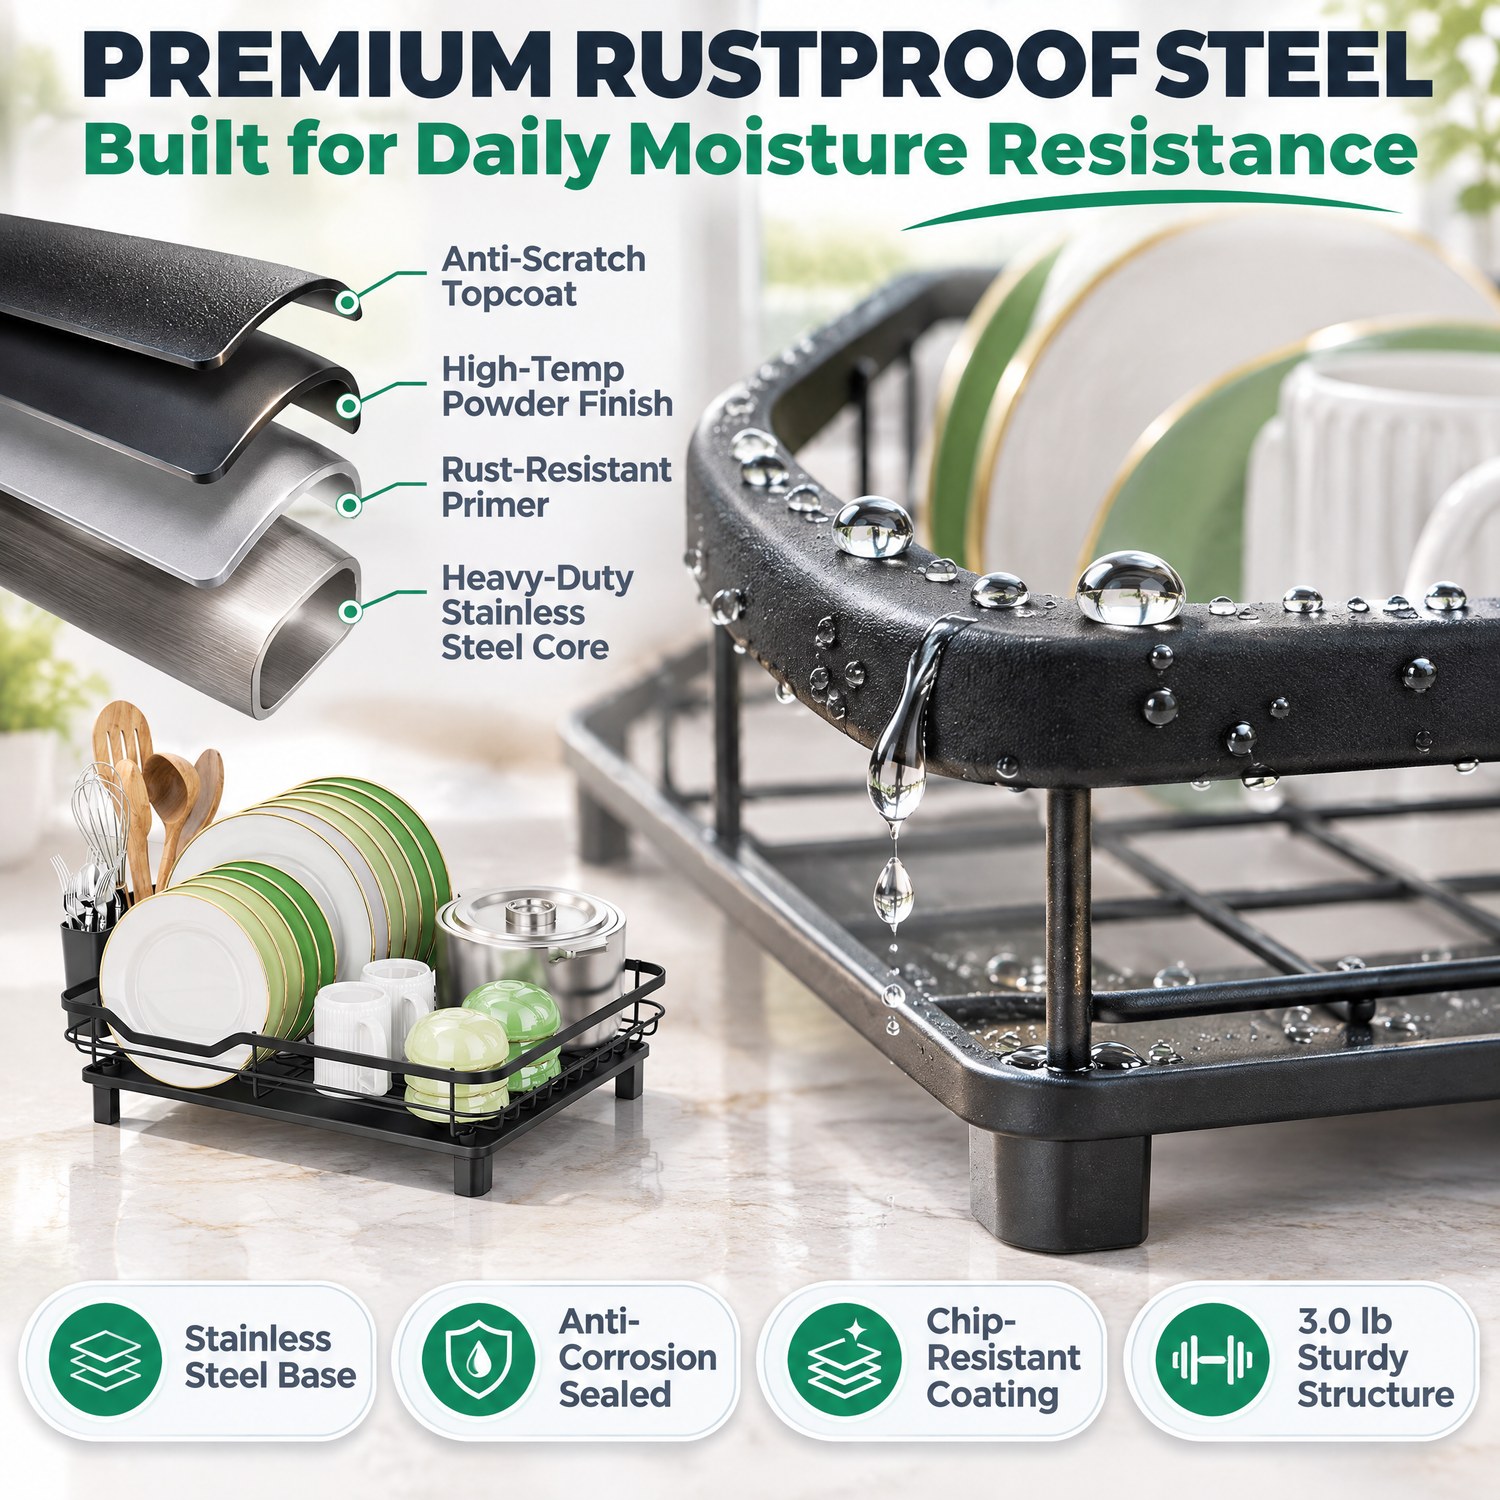 PREMIUM RUSTPROOF STEEL
Built for Daily Moisture Resistance
Anti-Scratch
Topcoat
High-Temp
Powder Finish
Rust-Resistant
Primer
Heavy-Duty
Stainless
Steel Core
Stainless
Steel Base
Anti-
Corrosion
Sealed
Chip-
Resistant
Coating
3.0 lb
Sturdy
Structure